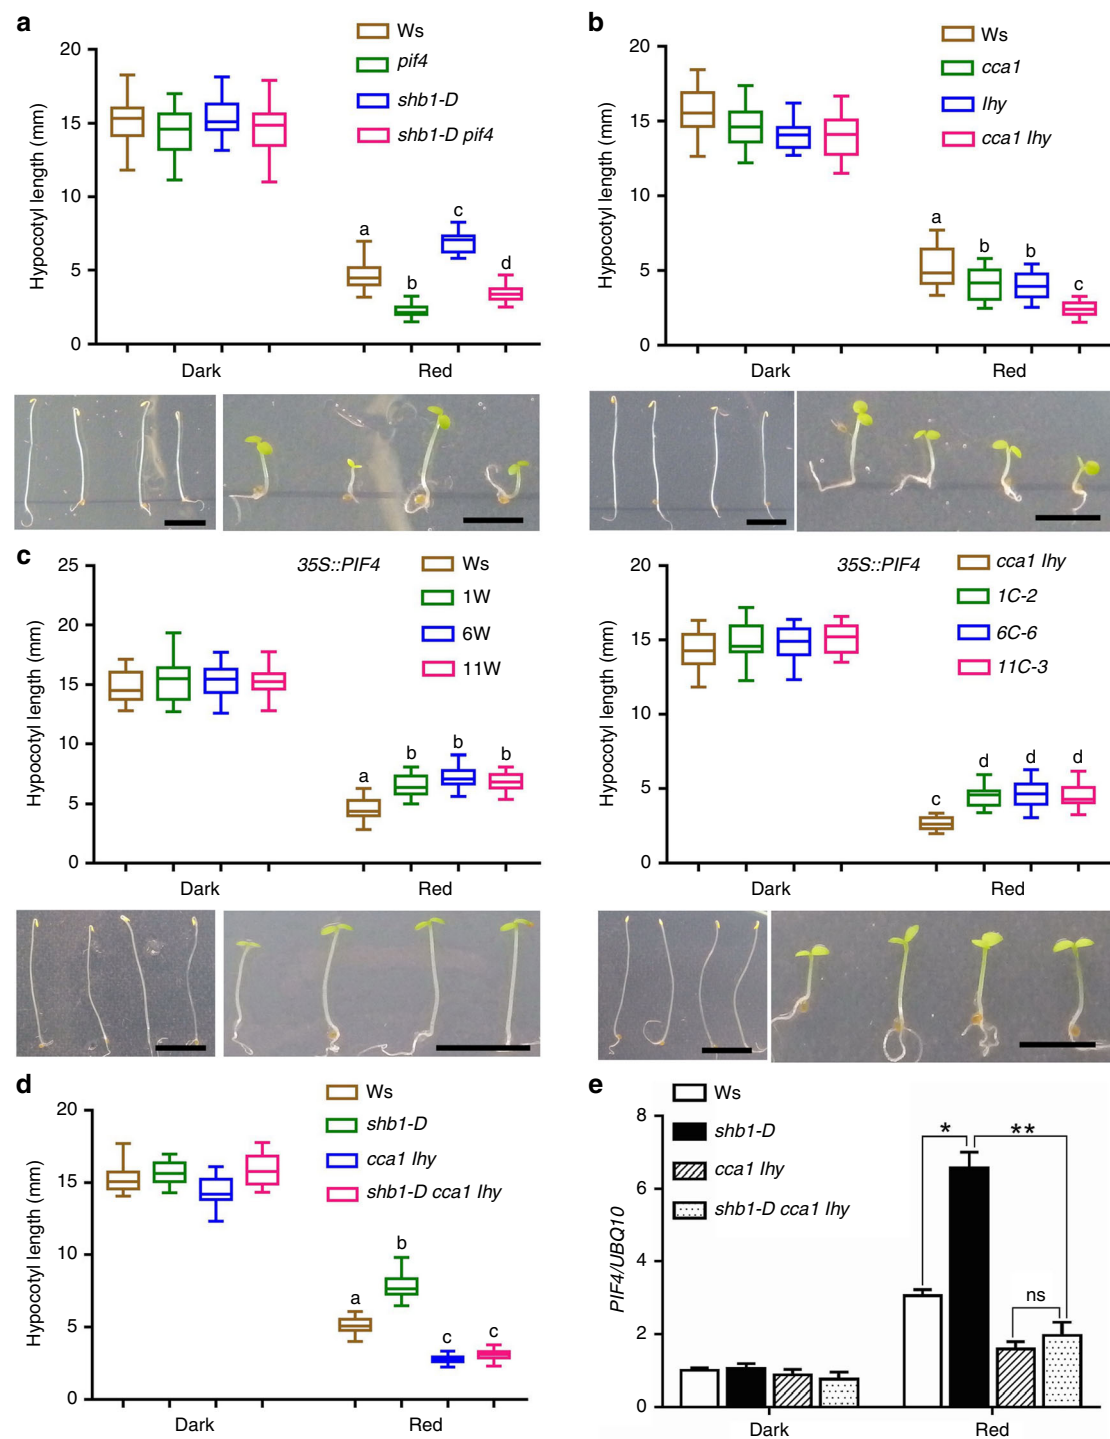 a
Ws
pif4
shb1-D
shb1-D pif4
Hypocotyl length (mm)
20
15
10
5
0
a
b
c
d
Dark
Red
b
Ws
cca1
lhy
cca1 lhy
Hypocotyl length (mm)
20
15
10
5
0
a
b
b
c
Dark
Red
c
35S::PIF4
Ws
1W
6W
11W
Hypocotyl length (mm)
25
20
15
10
5
0
a
b
b
b
Dark
Red
35S::PIF4
cca1 lhy
1C-2
6C-6
11C-3
Hypocotyl length (mm)
20
15
10
5
0
c
d
d
d
Dark
Red
d
Ws
shb1-D
cca1 lhy
shb1-D cca1 lhy
Hypocotyl length (mm)
20
15
10
5
0
a
b
c
c
Dark
Red
e
Ws
shb1-D
cca1 lhy
shb1-D cca1 lhy
PIF4/UBQ10
8
6
4
2
0
*
**
ns
Dark
Red